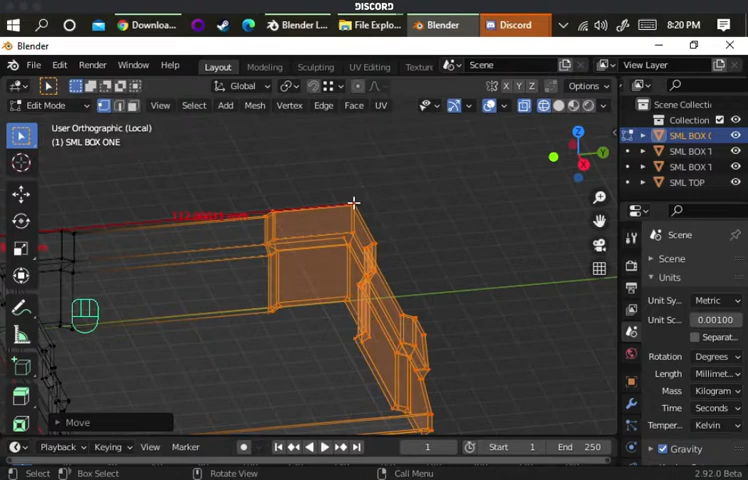 DISCORD
Downloa...
Blender L...
File Explo...
Blender
Discord
8:20 PM
Blender
File Edit Render Window Help Layout Modeling Sculpting UV Editing Textur Scene View Layer
Global Options
Edit Mode View Select Add Mesh Vertex Edge Face UV
X Y Z
User Orthographic (Local)
(1) SML BOX ONE
Z
Y
X
Scene Collectic
Collection
SML BOX (
SML BOX T
SML BOX T
SML TOP
Scene
Scene
Units
Unit Sy... Metric
Unit Sc... 0.00100
Separat...
Rotation Degrees
Length Millimet...
Mass Kilogram
Time Seconds
Temper... Kelvin
Gravity
Move
Playback Keying View Marker 1 Start 1 End 250
Select Box Select Rotate View Call Menu 2.92.0 Beta